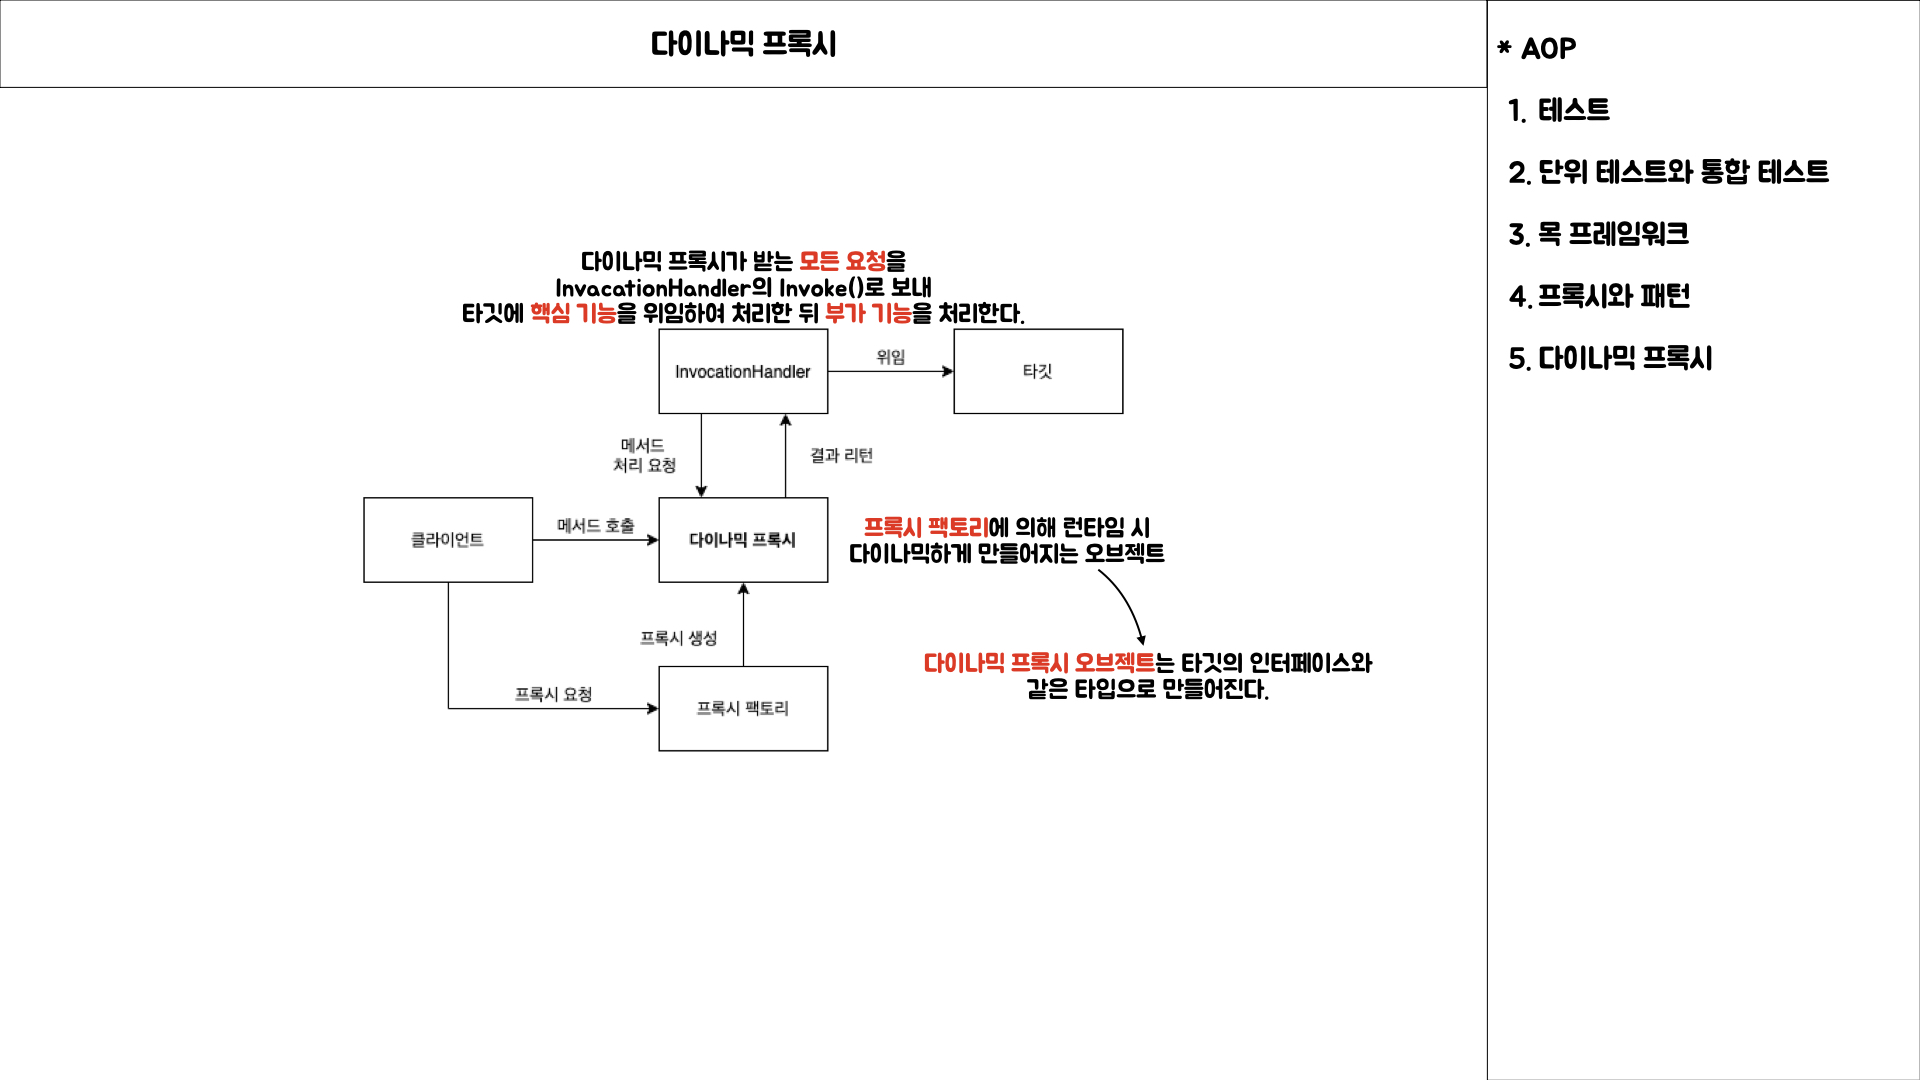 다이나믹 프록시
다이나믹 프록시가 받는 모든 요청을
InvacationHandler의 Invoke()로 보내
타깃에 핵심 기능을 위임하여 처리한 뒤 부가 기능을 처리한다.
InvocationHandler
위임
타깃
메서드
처리 요청
결과 리턴
클라이언트
메서드 호출
다이나믹 프록시
프록시 팩토리에 의해 런타임 시
다이나믹하게 만들어지는 오브젝트
프록시 생성
다이나믹 프록시 오브젝트는 타깃의 인터페이스와
같은 타입으로 만들어진다.
프록시 요청
프록시 팩토리
* AOP
1. 테스트
2. 단위 테스트와 통합 테스트
3. 목 프레임워크
4. 프록시와 패턴
5. 다이나믹 프록시